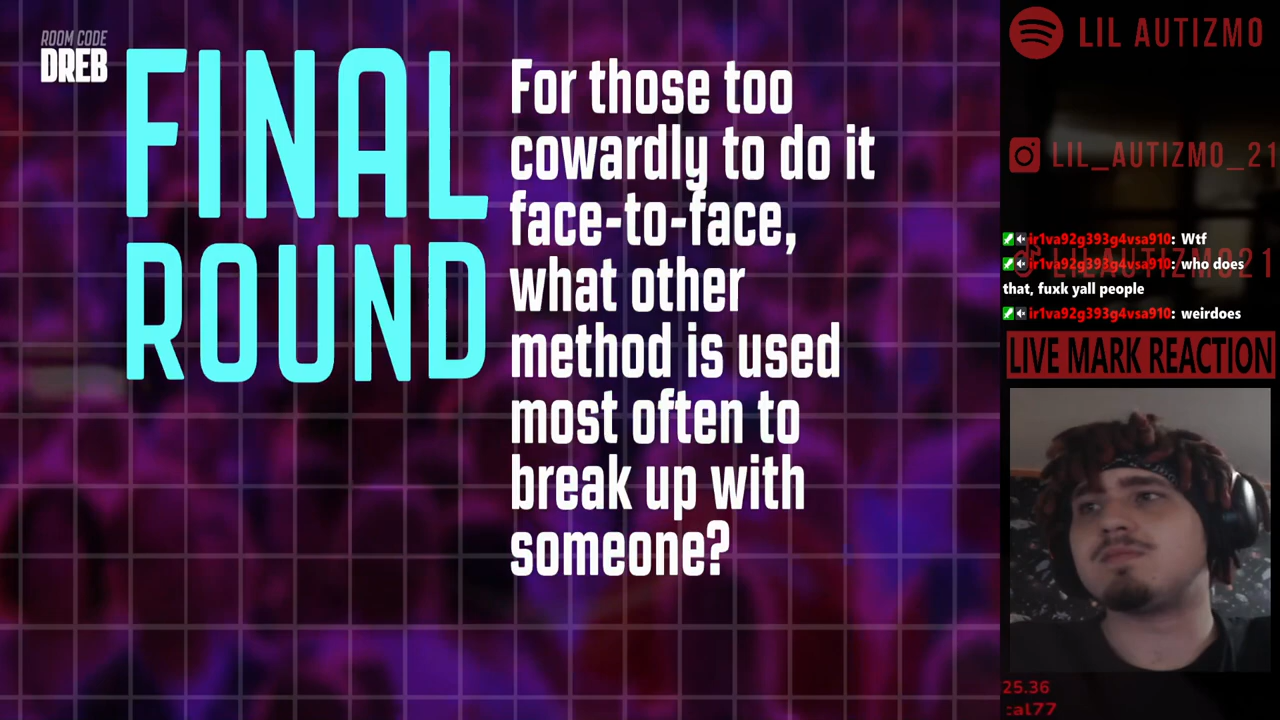 ROOM CODE
DREB
FINAL
ROUND
For those too
cowardly to do it
face-to-face,
what other
method is used
most often to
break up with
someone?
LIL AUTIZMO
LIL_AUTIZMO_21
ir1va92g393g4vsa910: Wtf
ir1va92g393g4vsa910: who does
that, fuxk yall people
ir1va92g393g4vsa910: weirdoes
LIVE MARK REACTION
25.36